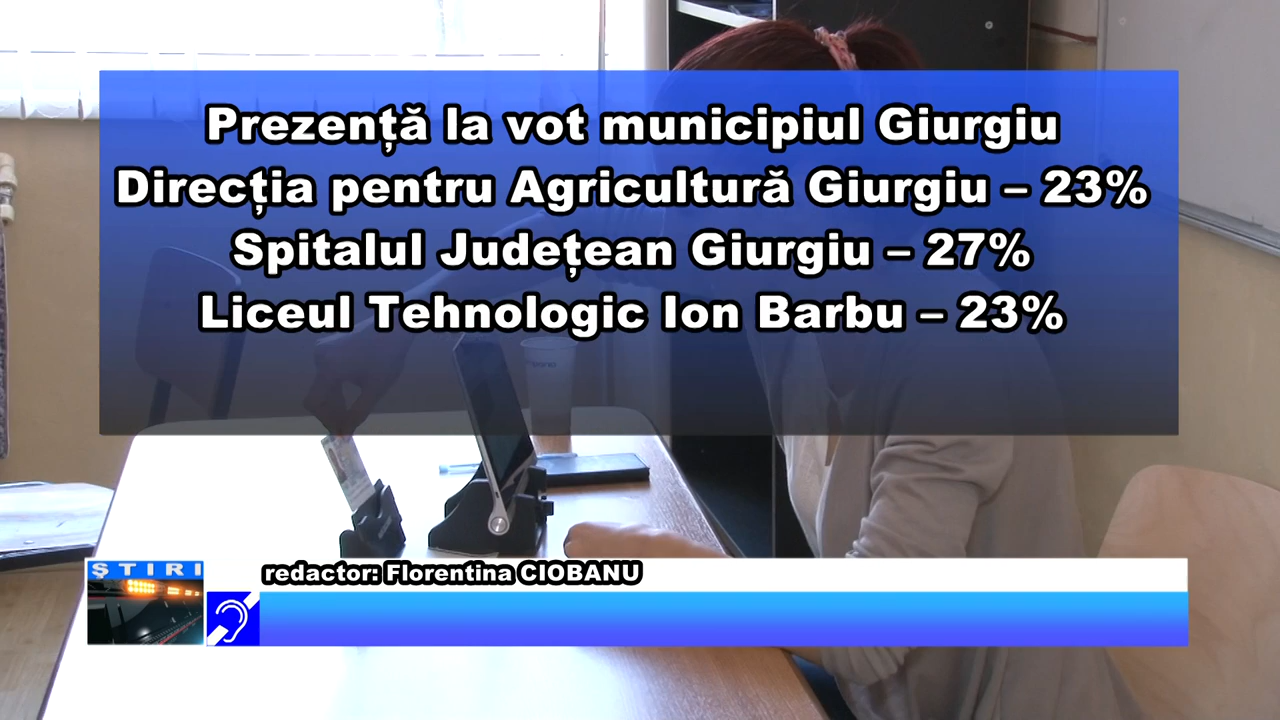 Prezență la vot municipiul Giurgiu
Direcția pentru Agricultură Giurgiu – 23%
Spitalul Județean Giurgiu – 27%
Liceul Tehnologic Ion Barbu – 23%
ŞTIRI
redactor: Florentina CIOBANU